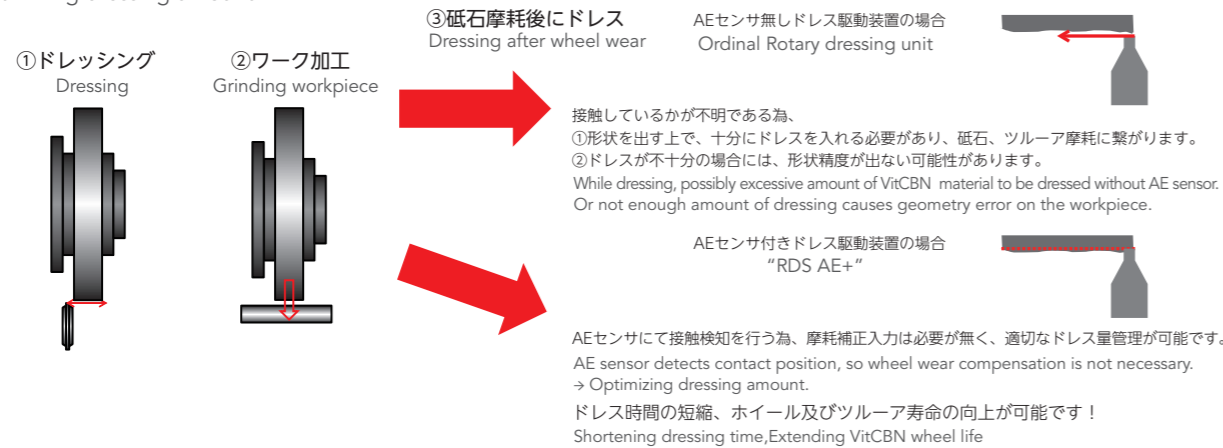 ①ドレッシング
Dressing
②ワーク加工
Grinding workpiece
③砥石摩耗後にドレス
Dressing after wheel wear
AEセンサ無しドレス駆動装置の場合
Ordinal Rotary dressing unit
接触しているかが不明である為、
①形状を出す上で、十分にドレスを入れる必要があり、砥石、ツルーア摩耗に繋がります。
②ドレスが不十分の場合には、形状精度が出ない可能性があります。
While dressing, possibly excessive amount of VitCBN material to be dressed without AE sensor.
Or not enough amount of dressing causes geometry error on the workpiece.
AEセンサ付きドレス駆動装置の場合
“RDS AE+“
AEセンサにて接触検知を行う為、摩耗補正入力は必要が無く、適切なドレス量管理が可能です。
AE sensor detects contact position, so wheel wear compensation is not necessary.
→ Optimizing dressing amount.
ドレス時間の短縮、ホイール及びツルーア寿命の向上が可能です！
Shortening dressing time,Extending VitCBN wheel life